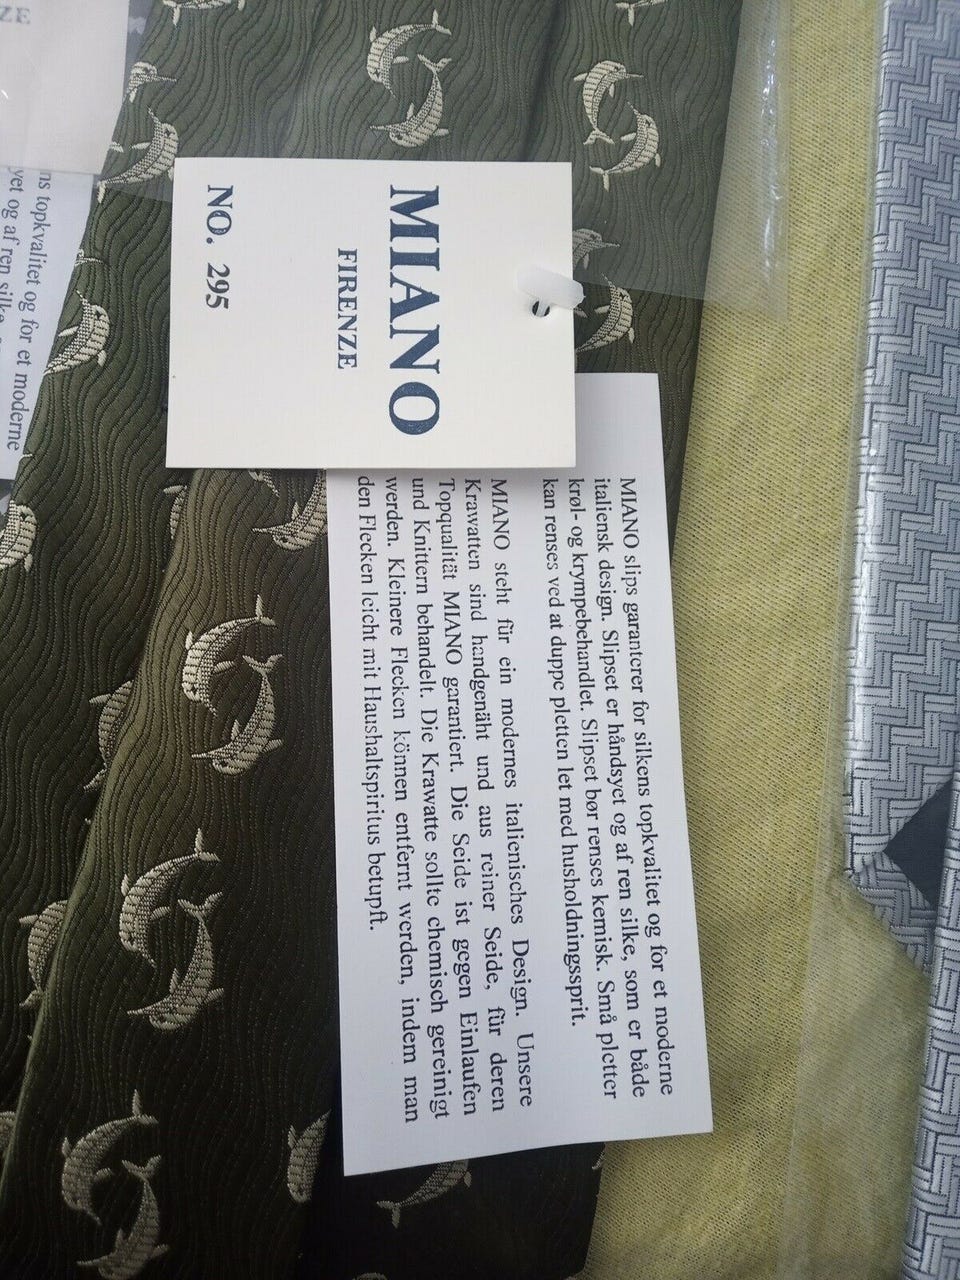 MIANO
FIRENZE
NO. 295
MIANO slips garanterer for silkens topkvalitet og for et moderne
italiensk design. Slipset er håndsyet og af ren silke, som er både
krøl- og krympebehandlet. Slipset bør renses kemisk. Små pletter
kan renses ved at duppe pletten let med husholdningssprit.
MIANO steht für ein modernes italienisches Design. Unsere
Krawatten sind handgenäht und aus reiner Seide, für deren
Topqualität MIANO garantiert. Die Seide ist gegen Einlaufen
und Knittern behandelt. Die Krawatte sollte chemisch gereinigt
werden. Kleinere Flecken können entfernt werden, indem man
den Flecken leicht mit Haushaltspiritus betupft.
ZE
ns topkvalitet og for et moderne
yet og af ren silke